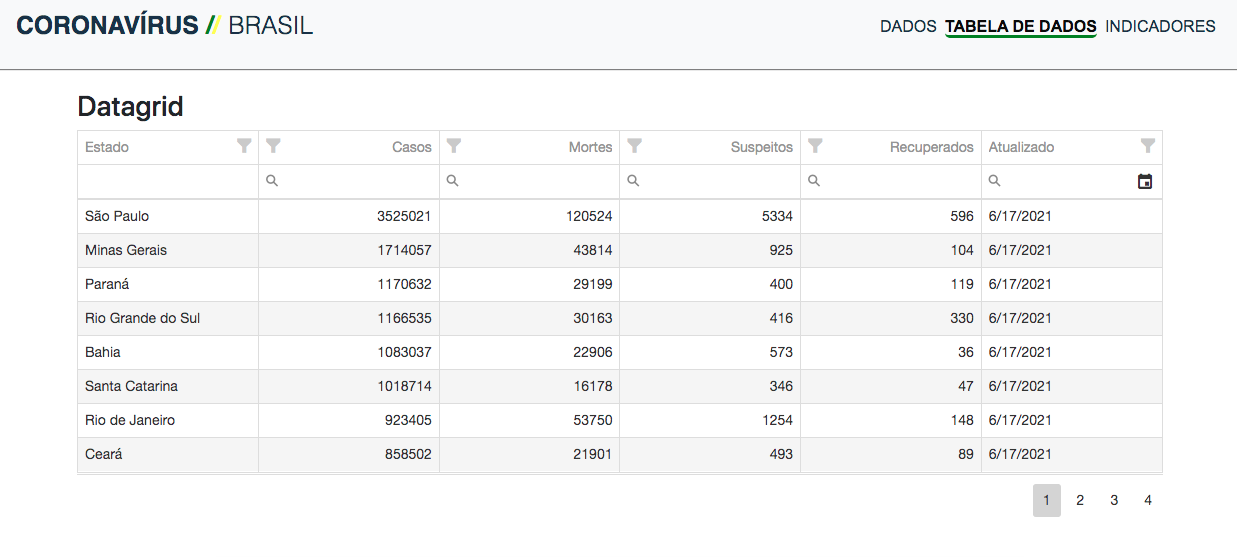 CORONAVÍRUS // BRASIL
DADOS TABELA DE DADOS INDICADORES
Datagrid
Estado Casos Mortes Suspeitos Recuperados Atualizado
São Paulo 3525021 120524 5334 596 6/17/2021
Minas Gerais 1714057 43814 925 104 6/17/2021
Paraná 1170632 29199 400 119 6/17/2021
Rio Grande do Sul 1166535 30163 416 330 6/17/2021
Bahia 1083037 22906 573 36 6/17/2021
Santa Catarina 1018714 16178 346 47 6/17/2021
Rio de Janeiro 923405 53750 1254 148 6/17/2021
Ceará 858502 21901 493 89 6/17/2021
1 2 3 4